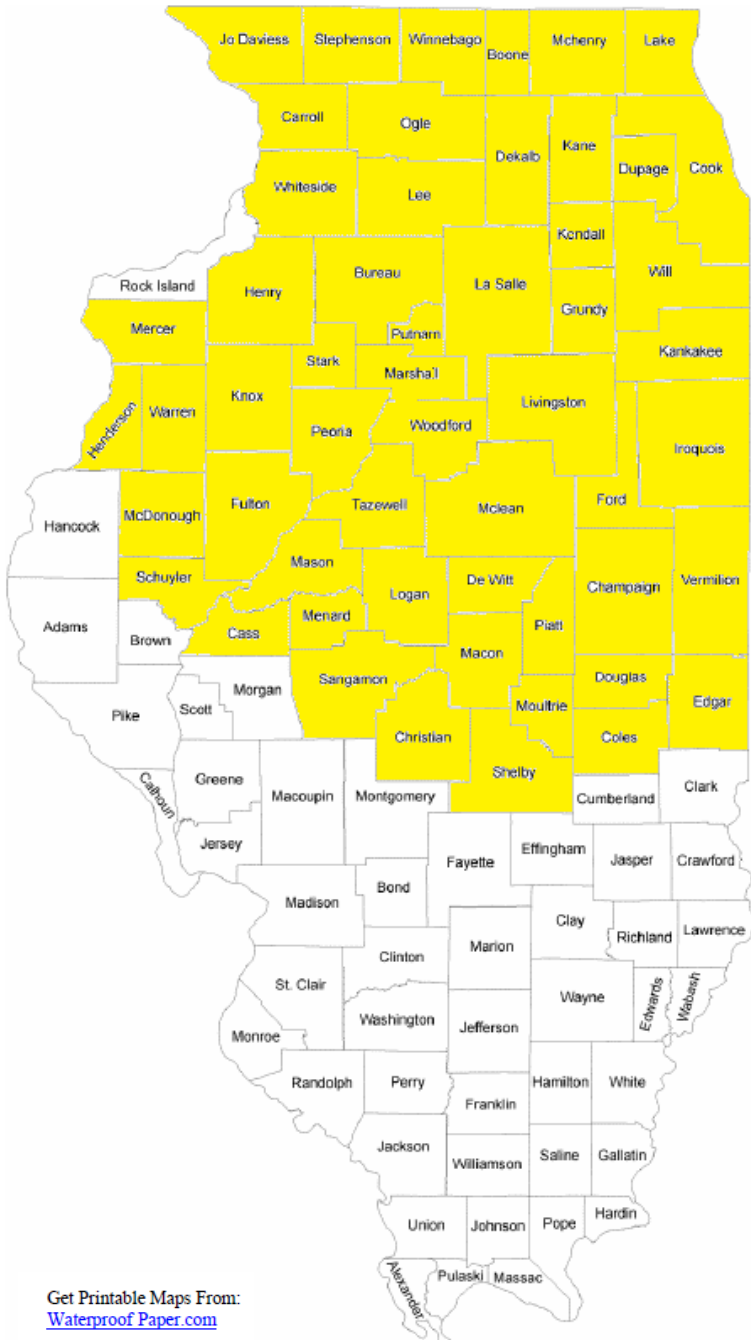 Jo Daviess
Stephenson
Winnebago
Boone
Mchenry
Lake
Carroll
Ogle
Dekalb
Kane
Dupage
Cook
Whiteside
Lee
Kendall
Will
Rock Island
Henry
Bureau
La Salle
Grundy
Mercer
Putnam
Kankakee
Stark
Marshall
Henderson
Warren
Knox
Peoria
Woodford
Livingston
Iroquois
Hancock
McDonough
Fulton
Tazewell
Mclean
Ford
Schuyler
Mason
Logan
De Witt
Champaign
Vermilion
Adams
Brown
Cass
Menard
Macon
Piatt
Sangamon
Douglas
Edgar
Pike
Scott
Morgan
Christian
Moultrie
Coles
Shelby
Calhoun
Greene
Macoupin
Montgomery
Cumberland
Clark
Jersey
Fayette
Effingham
Jasper
Crawford
Madison
Bond
Clay
Richland
Lawrence
Clinton
Marion
St. Clair
Wayne
Edwards
Wabash
Monroe
Washington
Jefferson
Randolph
Perry
Franklin
Hamilton
White
Jackson
Williamson
Saline
Gallatin
Union
Johnson
Pope
Hardin
Alexander
Pulaski
Massac
Get Printable Maps From:
Waterproof Paper.com